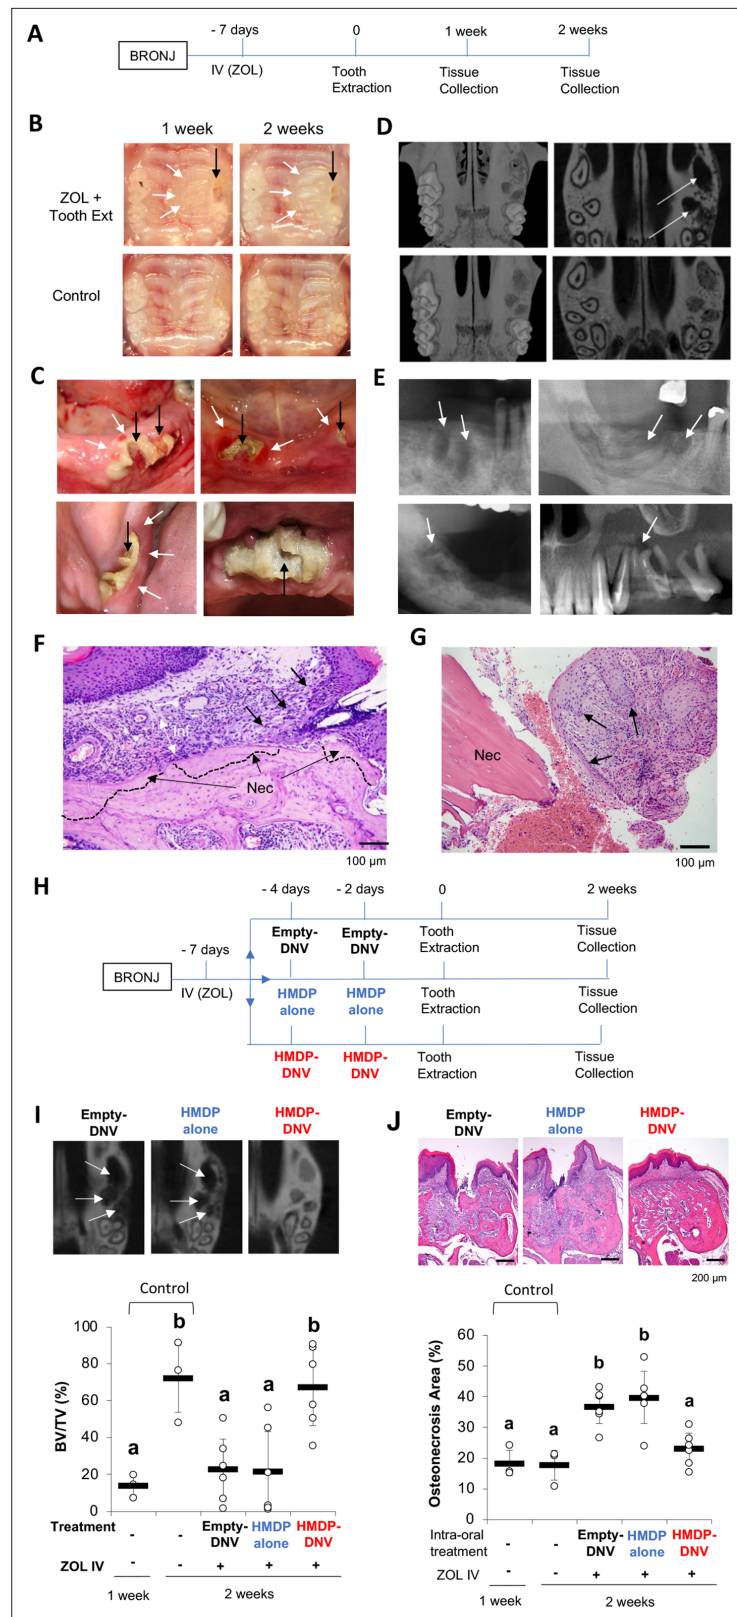 A
- 7 days
0
1 week
2 weeks
BRONJ
IV (ZOL)
Tooth
Extraction
Tissue
Collection
Tissue
Collection
B
1 week
2 weeks
ZOL +
Tooth Ext
Control
D
C
E
F
Inf
Nec
100 µm
G
Nec
100 µm
H
- 4 days
- 2 days
0
2 weeks
Empty-
DNV
Empty-
DNV
Tooth
Extraction
Tissue
Collection
- 7 days
BRONJ
IV (ZOL)
HMDP
alone
HMDP
alone
Tooth
Extraction
Tissue
Collection
HMDP-
DNV
HMDP-
DNV
Tooth
Extraction
Tissue
Collection
I
Empty-
DNV
HMDP
alone
HMDP-
DNV
J
Empty-
DNV
HMDP
alone
HMDP-
DNV
200 µm
Control
BV/TV (%)
100
80
60
40
20
0
a
b
a
a
b
Treatment
-
-
Empty-
DNV
HMDP
alone
HMDP-
DNV
ZOL IV
-
-
+
+
+
1 week
2 weeks
Control
Osteonecrosis Area (%)
60
50
40
30
20
10
0
a
a
b
b
a
Intra-oral
treatment
-
-
Empty-
DNV
HMDP
alone
HMDP-
DNV
ZOL IV
-
-
+
+
+
1 week
2 weeks